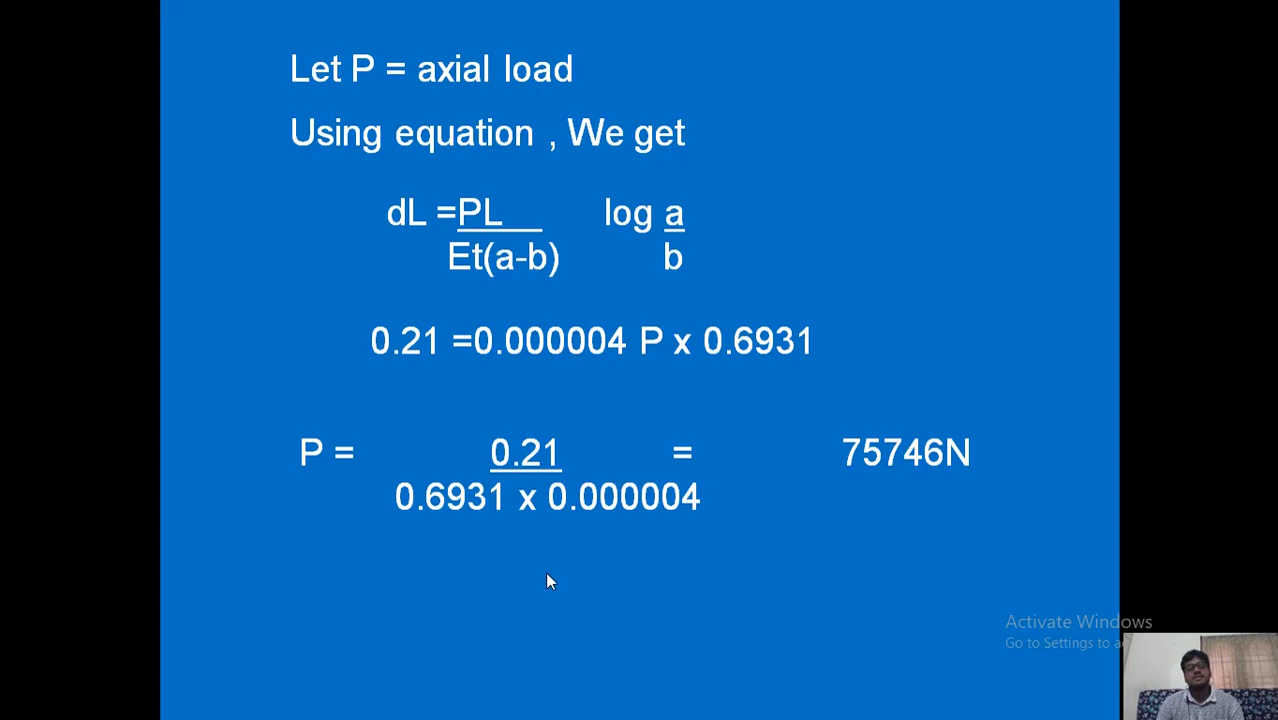 Let P = axial load
Using equation , We get
dL =PL log a
Et(a-b) b
0.21 =0.000004 P x 0.6931
P = 0.21 = 75746N
0.6931 x 0.000004
Activate Windows
Go to Settings to a